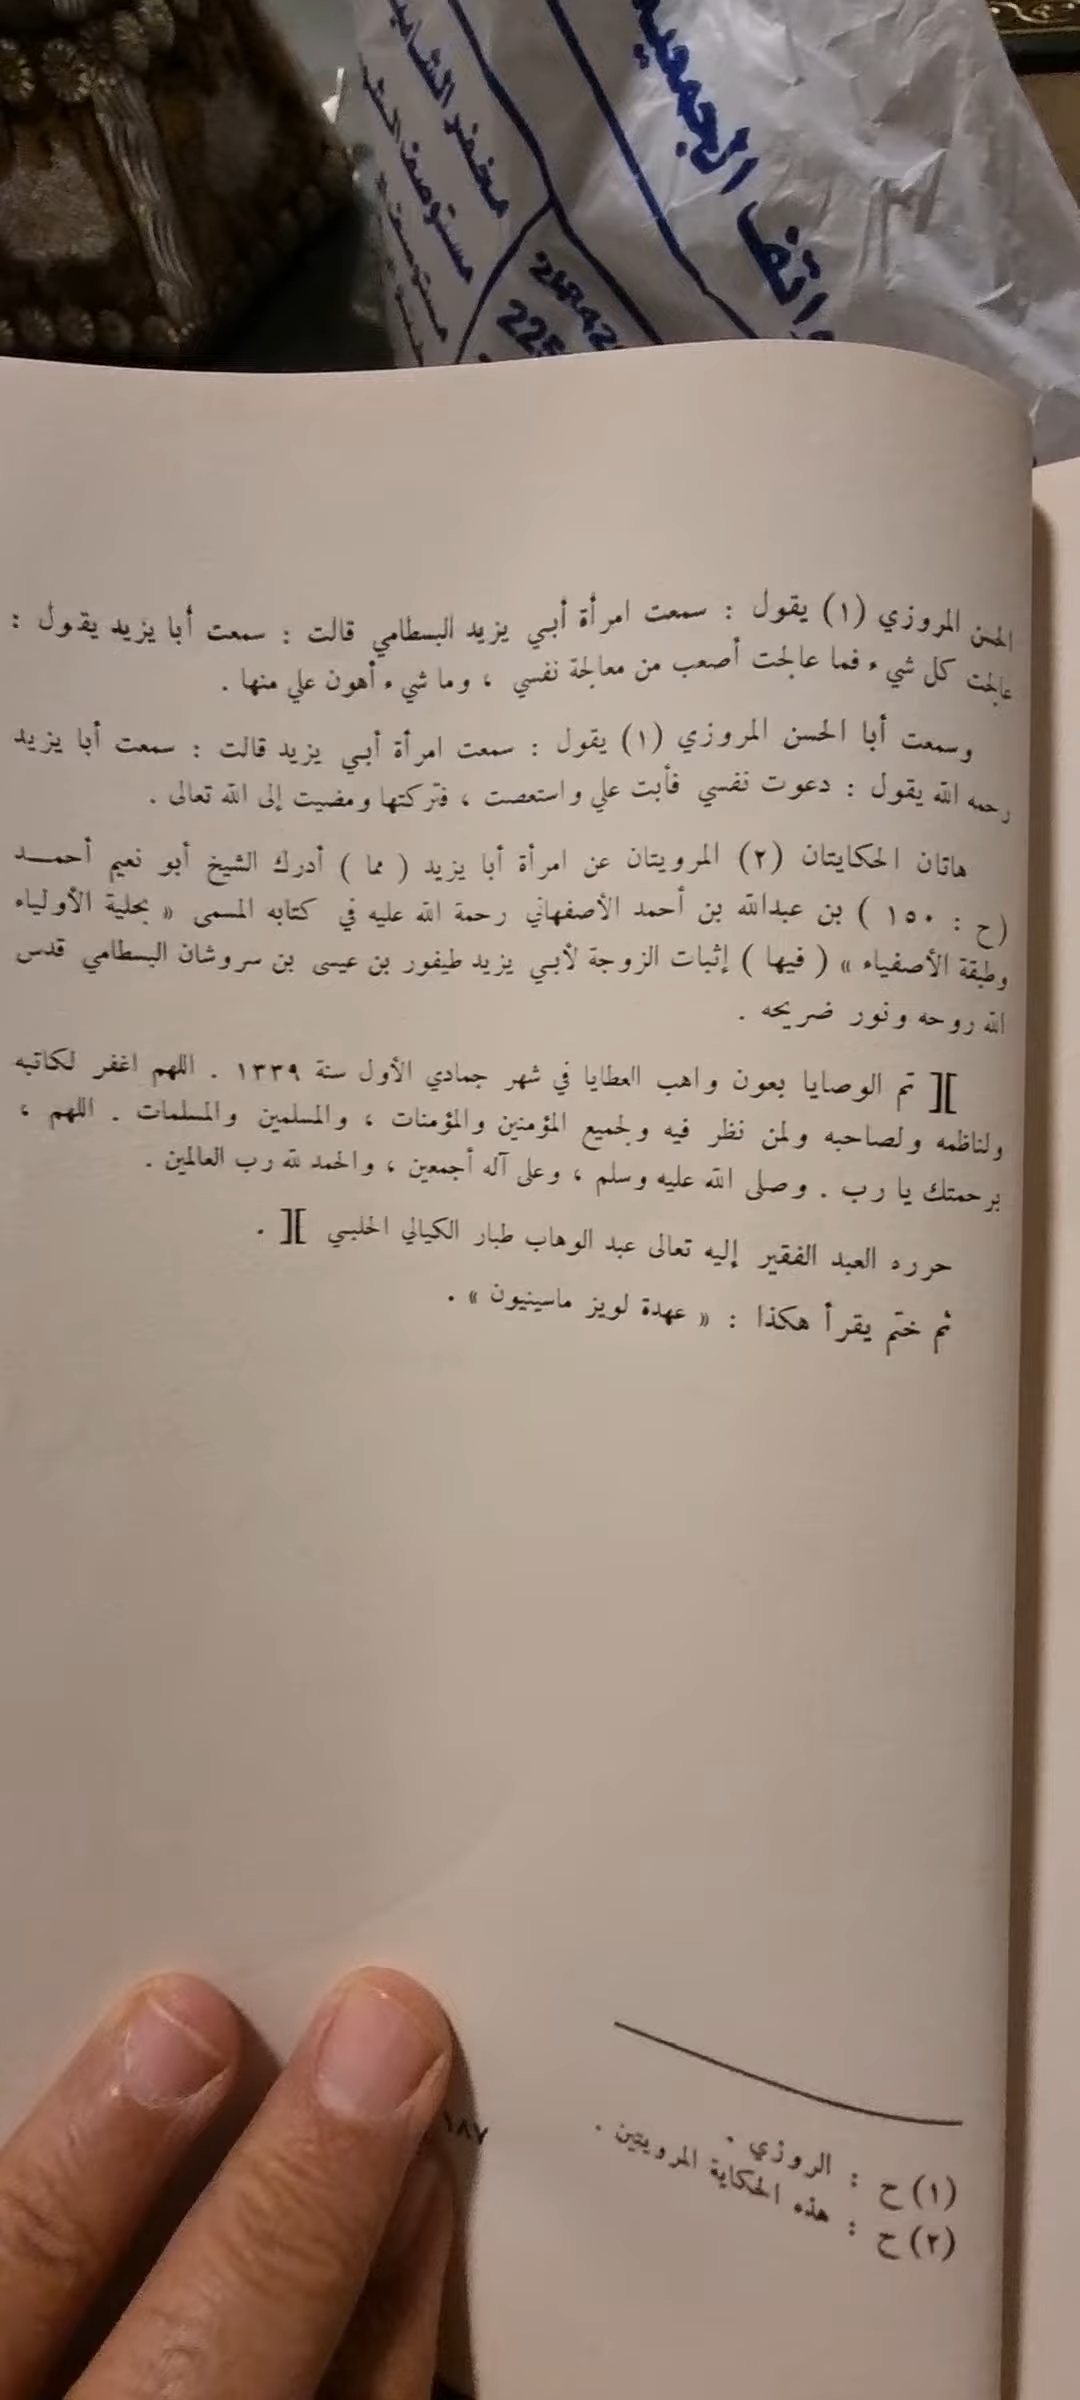 واتف الجمعية
مخفر الشا
مستوصف الش
225
الحسن المروزي (١) يقول : سمعت امرأة أبي يزيد البسطامي قالت : سمعت أبا يزيد يقول :
عالجت كل شيء فما عالجت أصعب من معالجة نفسي ، وما شيء أهون علي منها .
وسمعت أبا الحسن المروزي (١) يقول : سمعت امرأة أبي يزيد قالت : سمعت أبا يزيد
رحمه الله يقول : دعوت نفسي فأبت علي واستعصت ، فتركتها ومضيت إلى الله تعالى .
هاتان الحكايتان (٢) المرويتان عن امرأة أبا يزيد ( مما ) أدرك الشيخ أبو نعيم أحمــد
(ح : ١٥٠ ) بن عبدالله بن أحمد الأصفهاني رحمة الله عليه في كتابه المسمى « بحلية الأولياء
وطبقة الأصفياء » ( فيها ) إثبات الزوجة لأبي يزيد طيفور بن عيسى بن سروشان البسطامي قدس
الله روحه ونور ضريحه .
][ تم الوصايا بعون واهب العطايا في شهر جمادي الأول سنة ١٣٣٩ . اللهم اغفر لكاتبه
ولناظمه ولصاحبه ولمن نظر فيه ولجميع المؤمنين والمؤمنات ، والمسلمين والمسلمات . اللهم ،
برحمتك يا رب . وصلى الله عليه وسلم ، وعلى آله أجمعين ، والحمد لله رب العالمين .
حرره العبد الفقير إليه تعالى عبد الوهاب طبار الكيالي الحلبي ][ .
ثم ختم يقرأ هكذا : « عهدة لويز ماسينيون » .
(١) ح : الروزي .
(٢) ح : هذه الحكاية المرويتين .
١٨٧